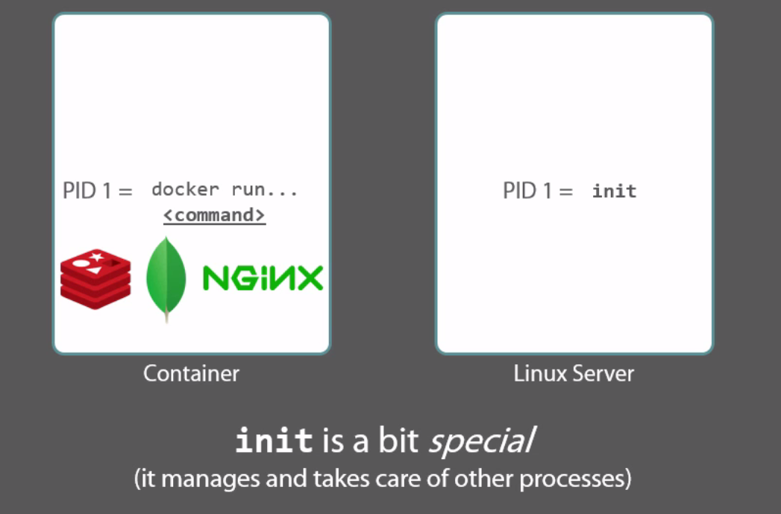 PID 1 = docker run...
<command>
NGiNX
Container
PID 1 = init
Linux Server
init is a bit special
(it manages and takes care of other processes)